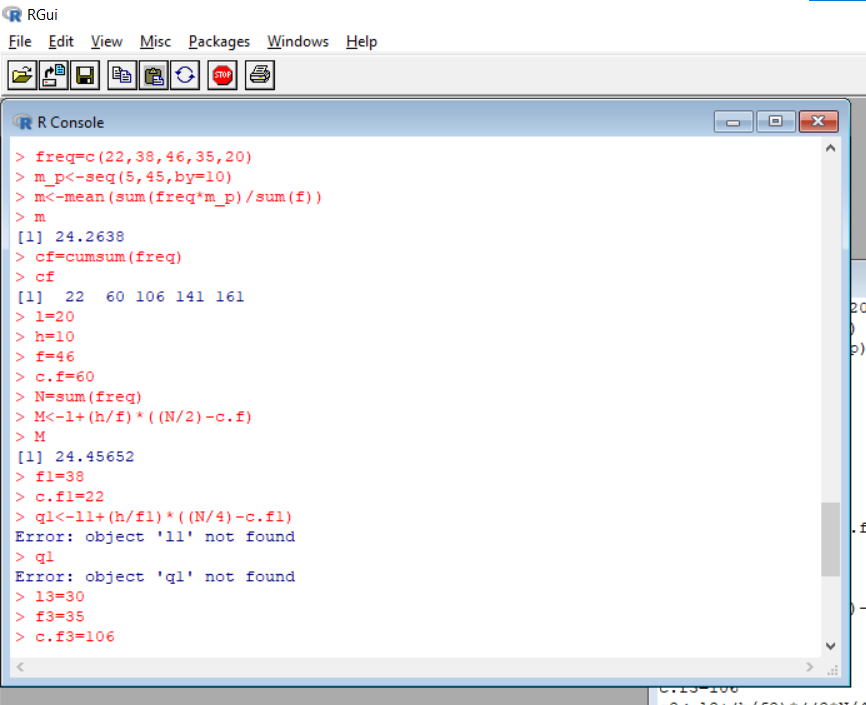 RGui
File Edit View Misc Packages Windows Help
STOP
R Console
> freq=c(22,38,46,35,20)
> m_p<-seq(5,45,by=10)
> m<-mean(sum(freq*m_p)/sum(f))
> m
[1] 24.2638
> cf=cumsum(freq)
> cf
[1]  22  60 106 141 161
> l=20
> h=10
> f=46
> c.f=60
> N=sum(freq)
> M<-l+(h/f)*((N/2)-c.f)
> M
[1] 24.45652
> f1=38
> c.f1=22
> q1<-l1+(h/f1)*((N/4)-c.f1)
Error: object 'l1' not found
> q1
Error: object 'q1' not found
> l3=30
> f3=35
> c.f3=106
20
)
p)
.f
)-
c.f3=106